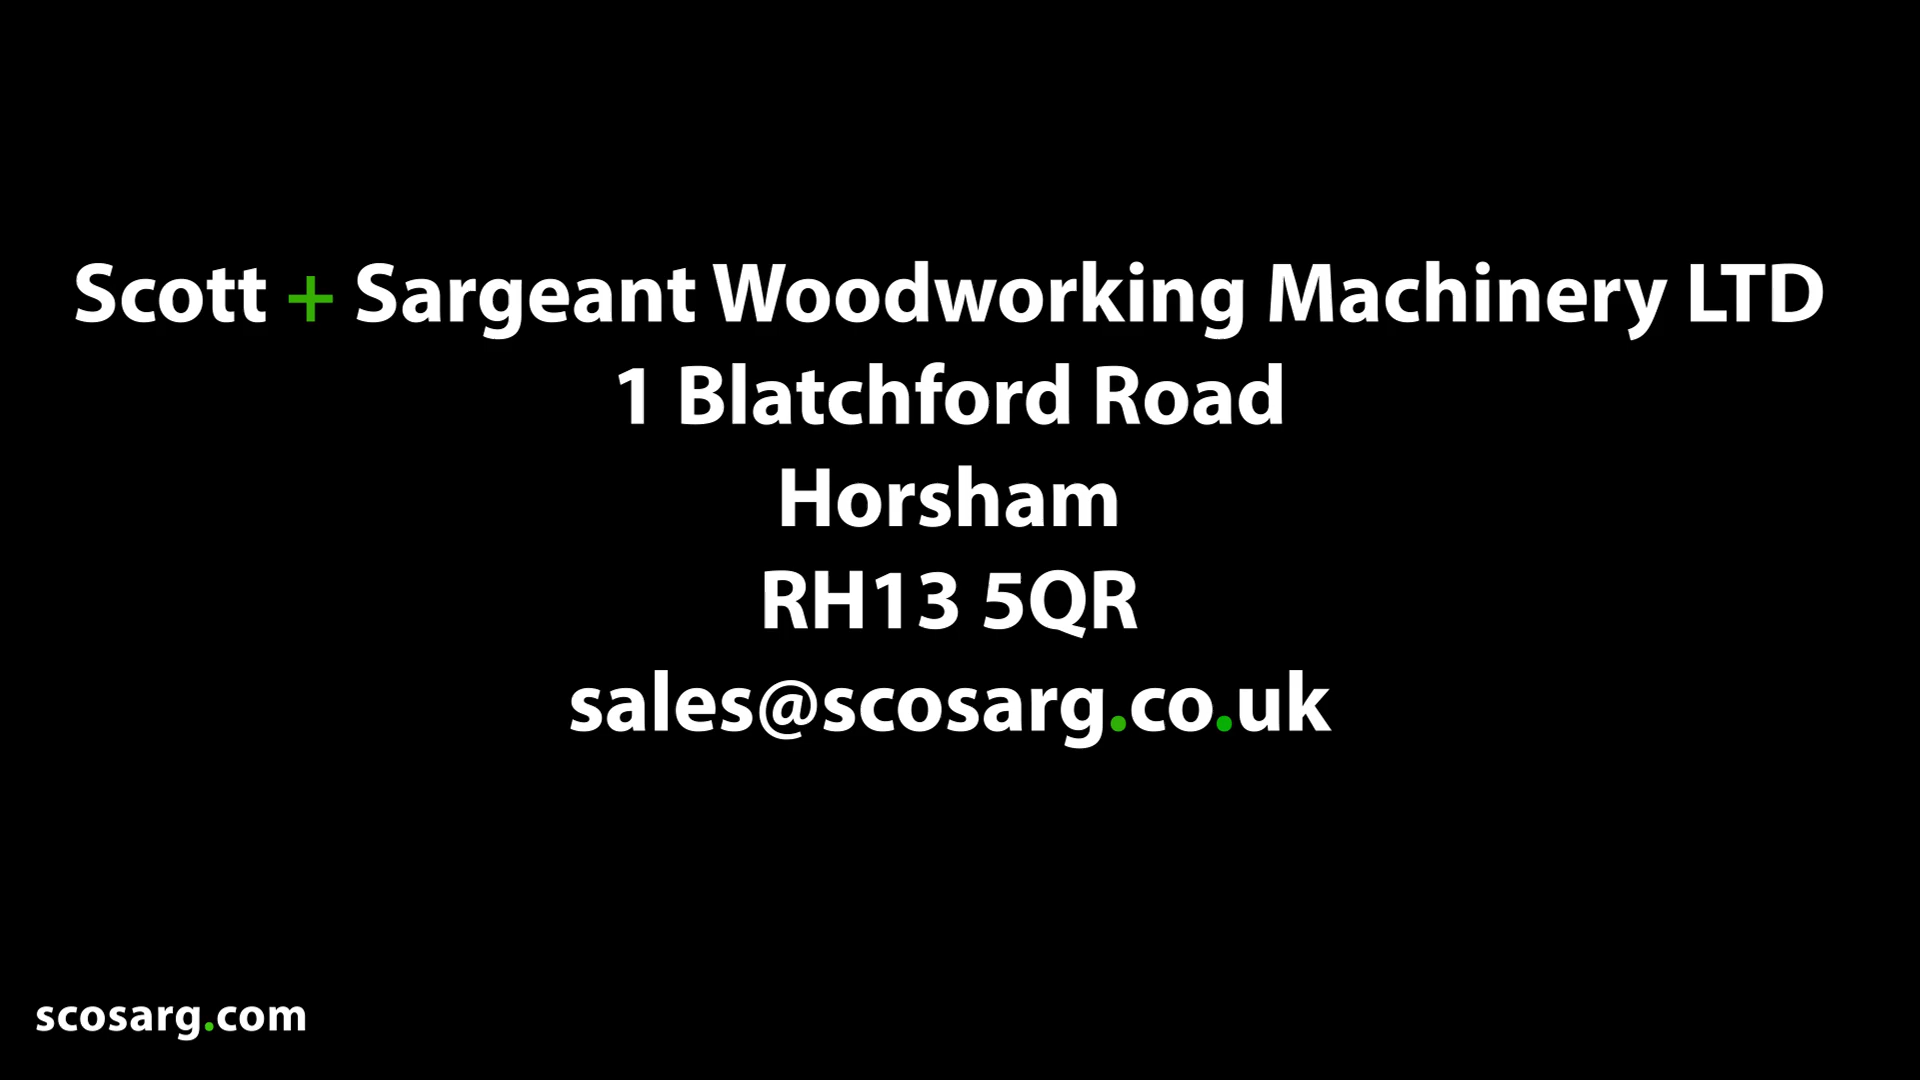 Scott + Sargeant Woodworking Machinery LTD
1 Blatchford Road
Horsham
RH13 5QR
sales@scosarg.co.uk
scosarg.com